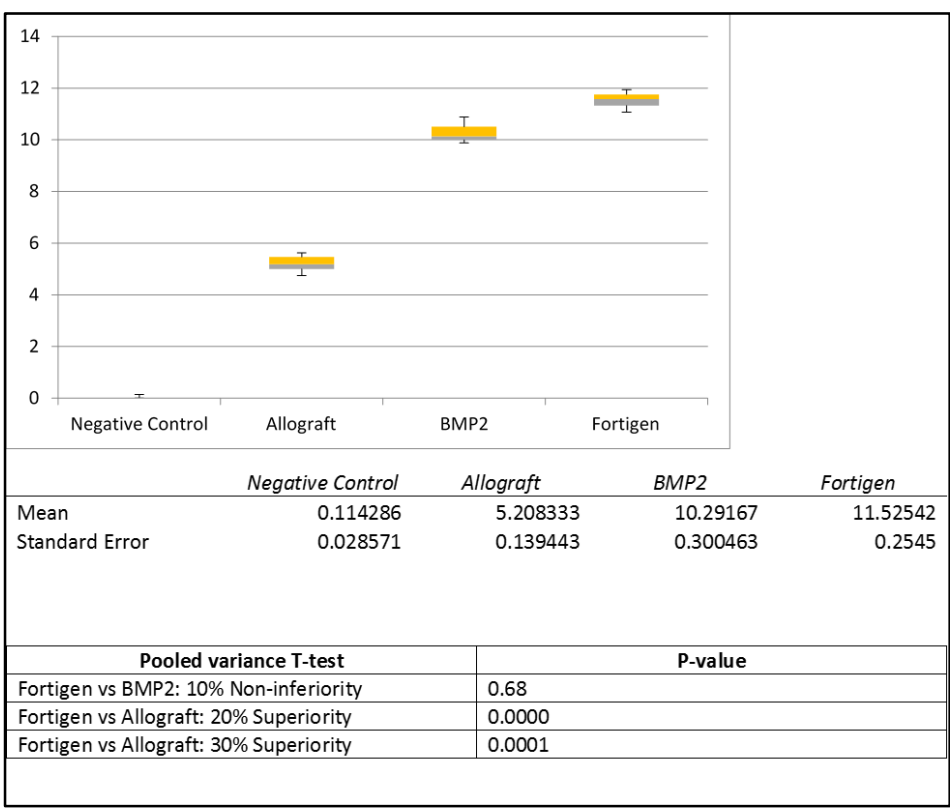 14
12
10
8
6
4
2
0
Negative Control Allograft BMP2 Fortigen
Negative Control Allograft BMP2 Fortigen
Mean 0.114286 5.208333 10.29167 11.52542
Standard Error 0.028571 0.139443 0.300463 0.2545
Pooled variance T-test P-value
Fortigen vs BMP2: 10% Non-inferiority 0.68
Fortigen vs Allograft: 20% Superiority 0.0000
Fortigen vs Allograft: 30% Superiority 0.0001